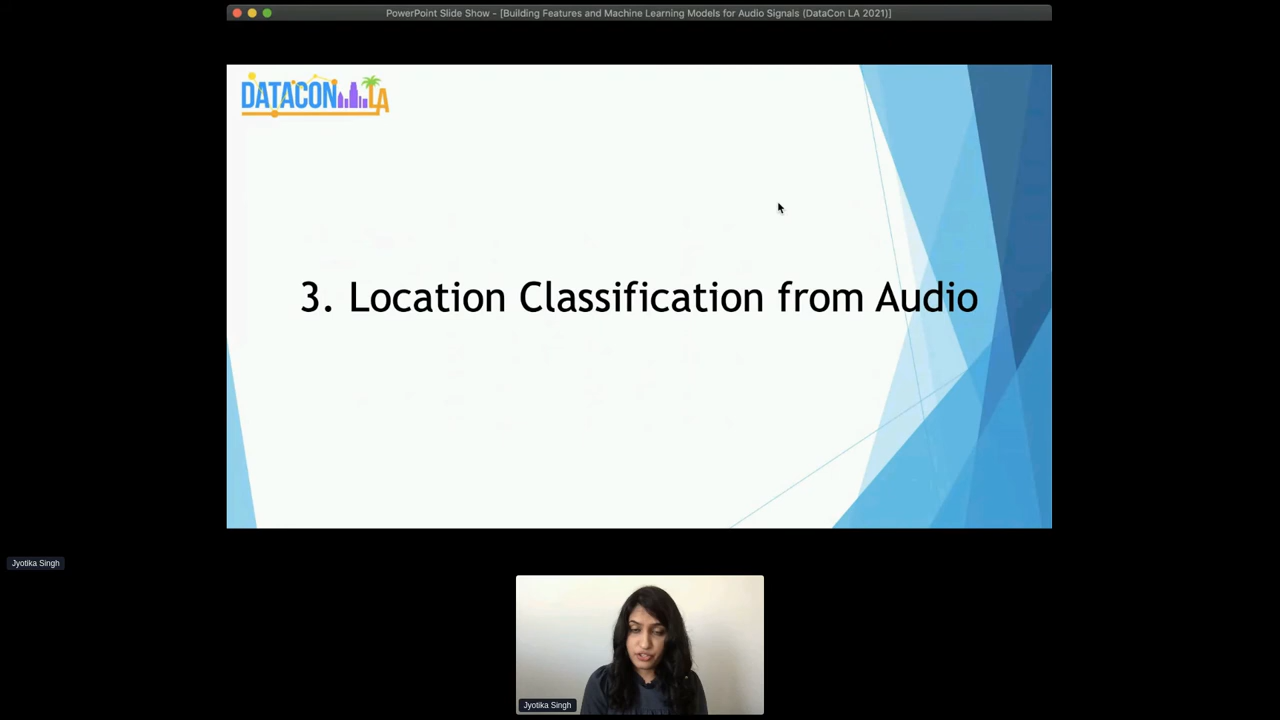 PowerPoint Slide Show - [Building Features and Machine Learning Models for Audio Signals (DataCon LA 2021)]
DATACON LA
3. Location Classification from Audio
Jyotika Singh
Jyotika Singh